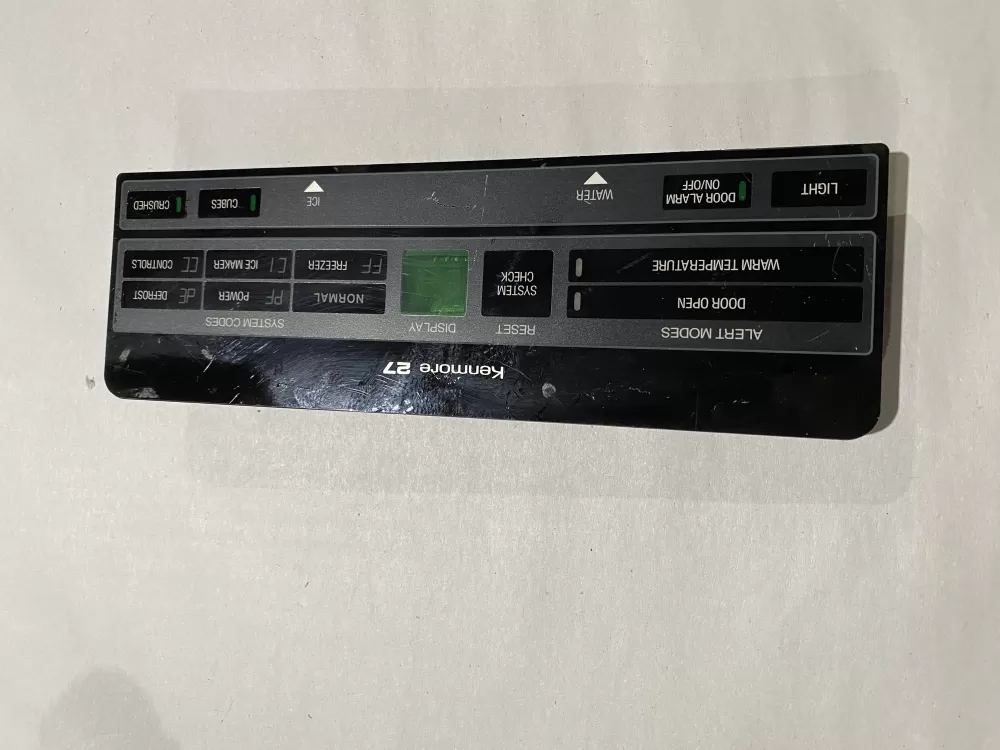 Kenmore 27
ALERT MODES
RESET
DISPLAY
SYSTEM CODES
DOOR OPEN
SYSTEM
CHECK
NORMAL
POWER PF
DEFROST dE
WARM TEMPERATURE
FREEZER FF
ICE MAKER CI
CONTROLS CC
LIGHT
DOOR ALARM
ON/OFF
WATER
ICE
CUBES
CRUSHED